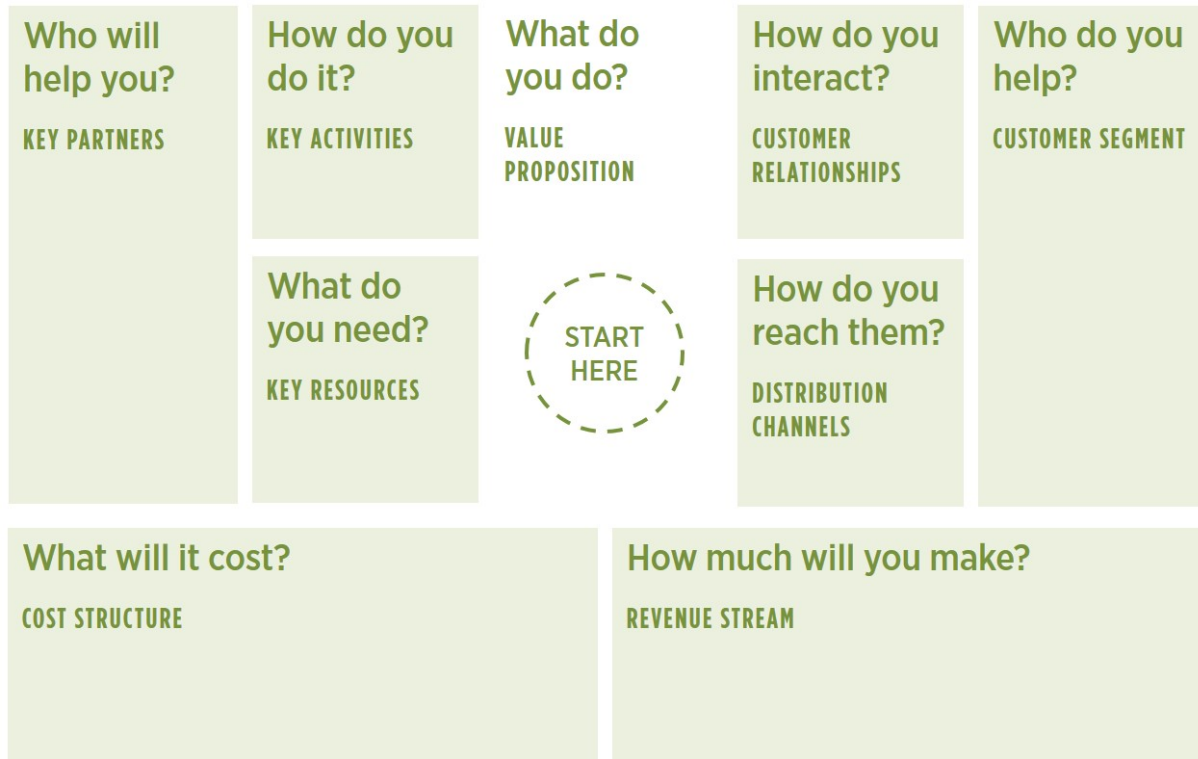 Who will
help you?
KEY PARTNERS
How do you
do it?
KEY ACTIVITIES
What do
you need?
KEY RESOURCES
What do
you do?
VALUE
PROPOSITION
START
HERE
How do you
interact?
CUSTOMER
RELATIONSHIPS
How do you
reach them?
DISTRIBUTION
CHANNELS
Who do you
help?
CUSTOMER SEGMENT
What will it cost?
COST STRUCTURE
How much will you make?
REVENUE STREAM